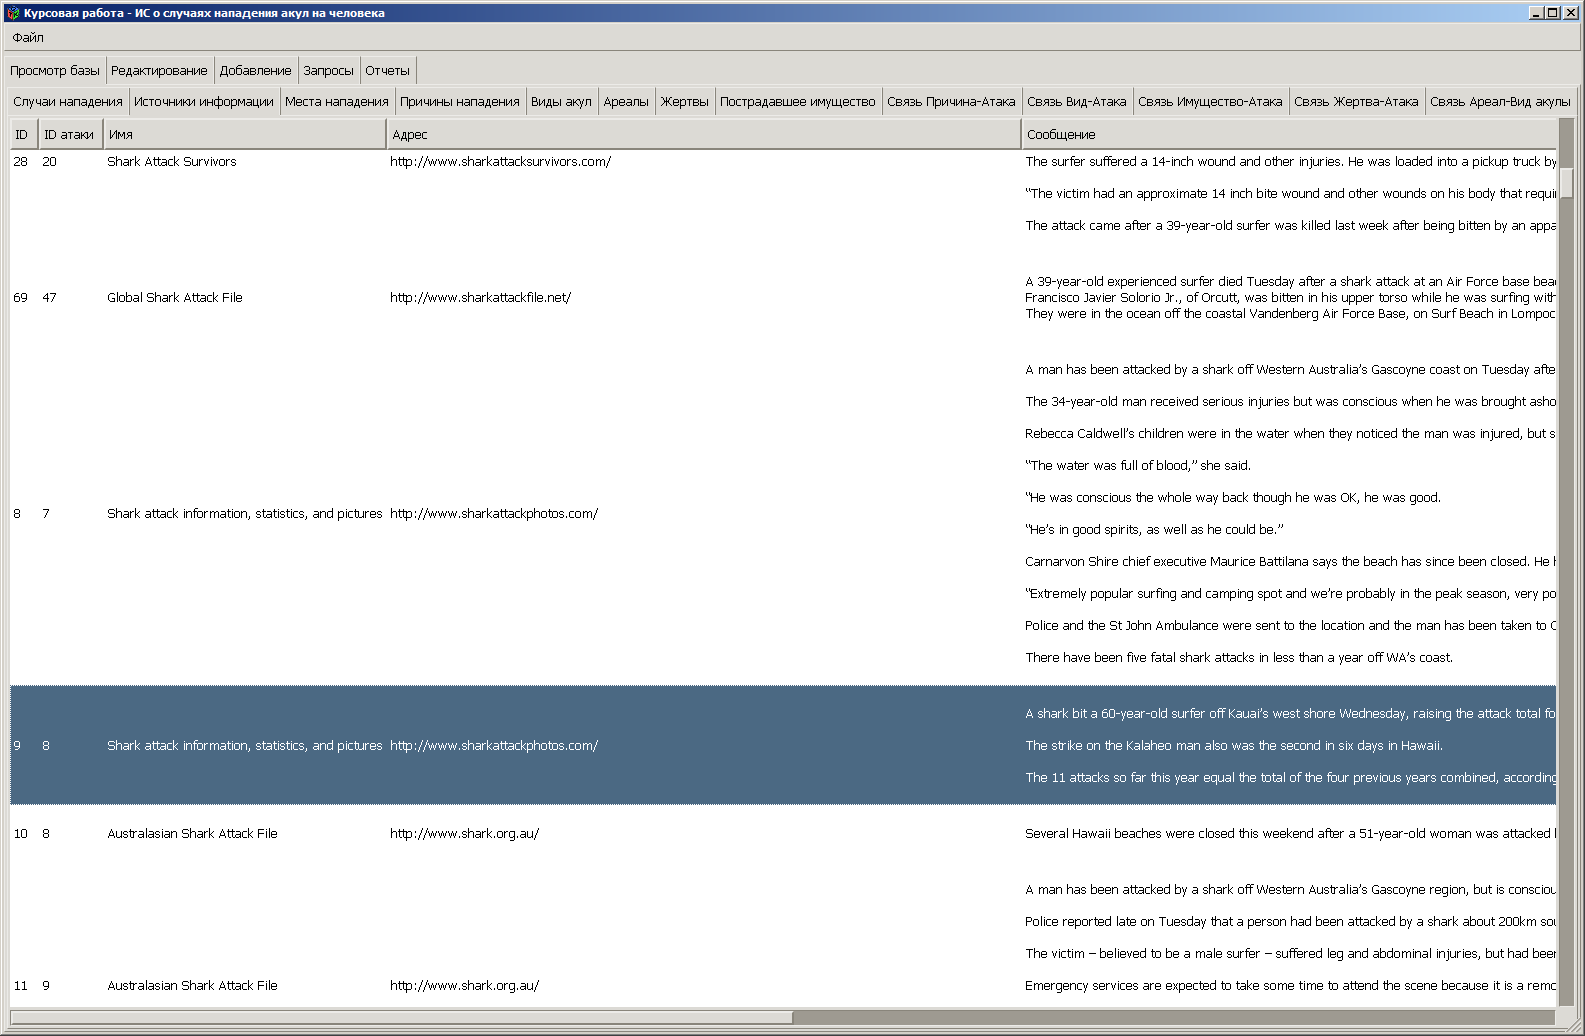 Курсовая работа - ИС о случаях нападения акул на человека
Файл
Просмотр базы Редактирование Добавление Запросы Отчеты
Случаи нападения Источники информации Места нападения Причины нападения Виды акул Ареалы Жертвы Пострадавшее имущество Связь Причина-Атака Связь Вид-Атака Связь Имущество-Атака Связь Жертва-Атака Связь Ареал-Вид акулы
ID ID атаки Имя Адрес Сообщение
28 20 Shark Attack Survivors http://www.sharkattacksurvivors.com/ The surfer suffered a 14-inch wound and other injuries. He was loaded into a pickup truck by
“The victim had an approximate 14 inch bite wound and other wounds on his body that requi
The attack came after a 39-year-old surfer was killed last week after being bitten by an appa
A 39-year-old experienced surfer died Tuesday after a shark attack at an Air Force base bea
69 47 Global Shark Attack File http://www.sharkattackfile.net/ Francisco Javier Solorio Jr., of Orcutt, was bitten in his upper torso while he was surfing with
They were in the ocean off the coastal Vandenberg Air Force Base, on Surf Beach in Lompoc
A man has been attacked by a shark off Western Australia’s Gascoyne coast on Tuesday afte
The 34-year-old man received serious injuries but was conscious when he was brought asho
Rebecca Caldwell’s children were in the water when they noticed the man was injured, but s
“The water was full of blood,” she said.
“He was conscious the whole way back though he was OK, he was good.
8 7 Shark attack information, statistics, and pictures http://www.sharkattackphotos.com/
“He’s in good spirits, as well as he could be.”
Carnarvon Shire chief executive Maurice Battilana says the beach has since been closed. He h
“Extremely popular surfing and camping spot and we’re probably in the peak season, very po
Police and the St John Ambulance were sent to the location and the man has been taken to C
There have been five fatal shark attacks in less than a year off WA’s coast.
A shark bit a 60-year-old surfer off Kauai’s west shore Wednesday, raising the attack total fo
9 8 Shark attack information, statistics, and pictures http://www.sharkattackphotos.com/ The strike on the Kalaheo man also was the second in six days in Hawaii.
The 11 attacks so far this year equal the total of the four previous years combined, according
10 8 Australasian Shark Attack File http://www.shark.org.au/ Several Hawaii beaches were closed this weekend after a 51-year-old woman was attacked l
A man has been attacked by a shark off Western Australia’s Gascoyne region, but is consciou
Police reported late on Tuesday that a person had been attacked by a shark about 200km sou
The victim – believed to be a male surfer – suffered leg and abdominal injuries, but had been
11 9 Australasian Shark Attack File http://www.shark.org.au/ Emergency services are expected to take some time to attend the scene because it is a remo